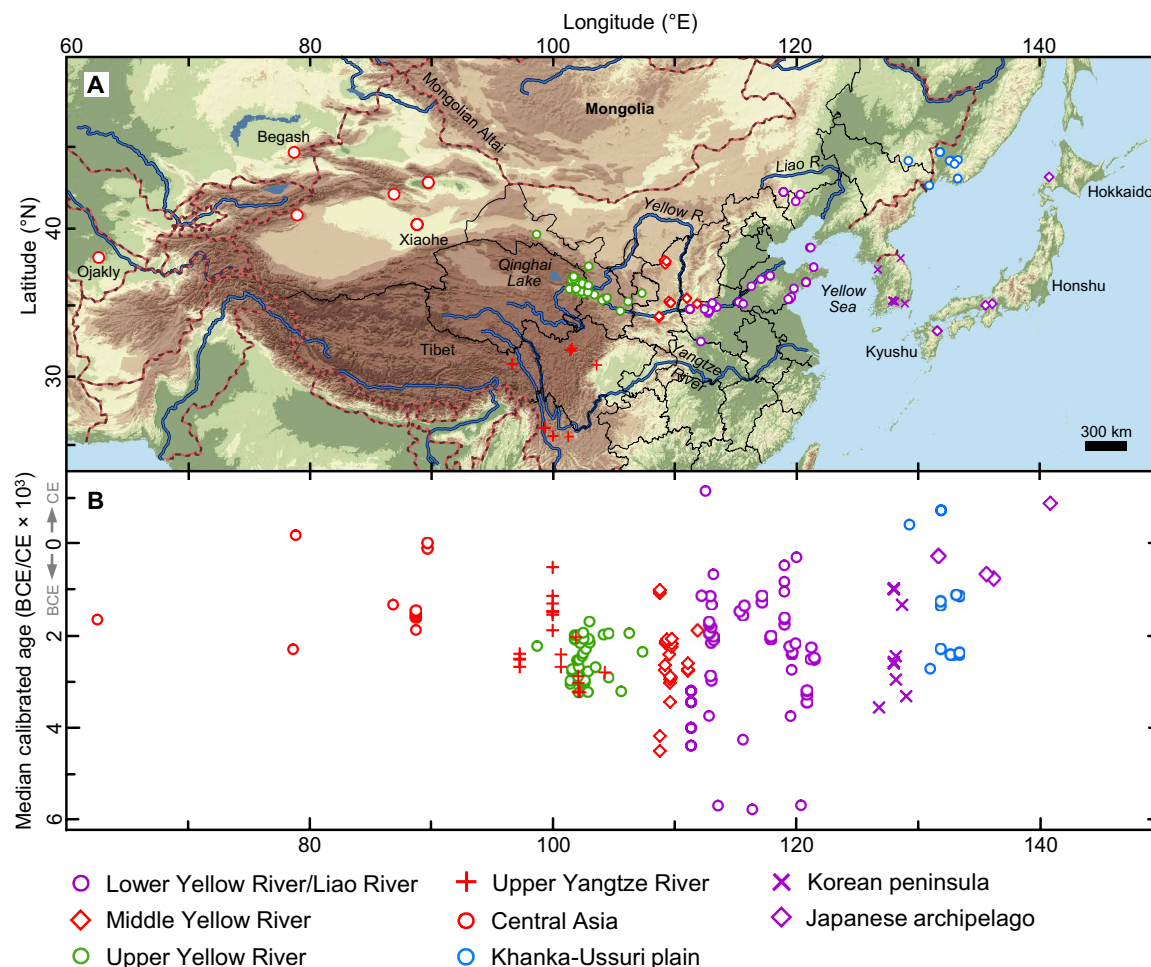 Longitude (°E)
60 80 100 120 140
A
Mongolian Altai
Mongolia
Begash
Liao R.
Hokkaido
Latitude (°N)
40
Yellow R.
Xiaohe
Ojakly
Qinghai
Lake
Yellow
Sea
Honshu
Kyushu
Tibet
Yangtze
River
30
300 km
B
Median calibrated age (BCE/CE × 10³)
BCE ← → CE
0
2
4
6
80 100 120 140
Lower Yellow River/Liao River
Middle Yellow River
Upper Yellow River
Upper Yangtze River
Central Asia
Khanka-Ussuri plain
Korean peninsula
Japanese archipelago